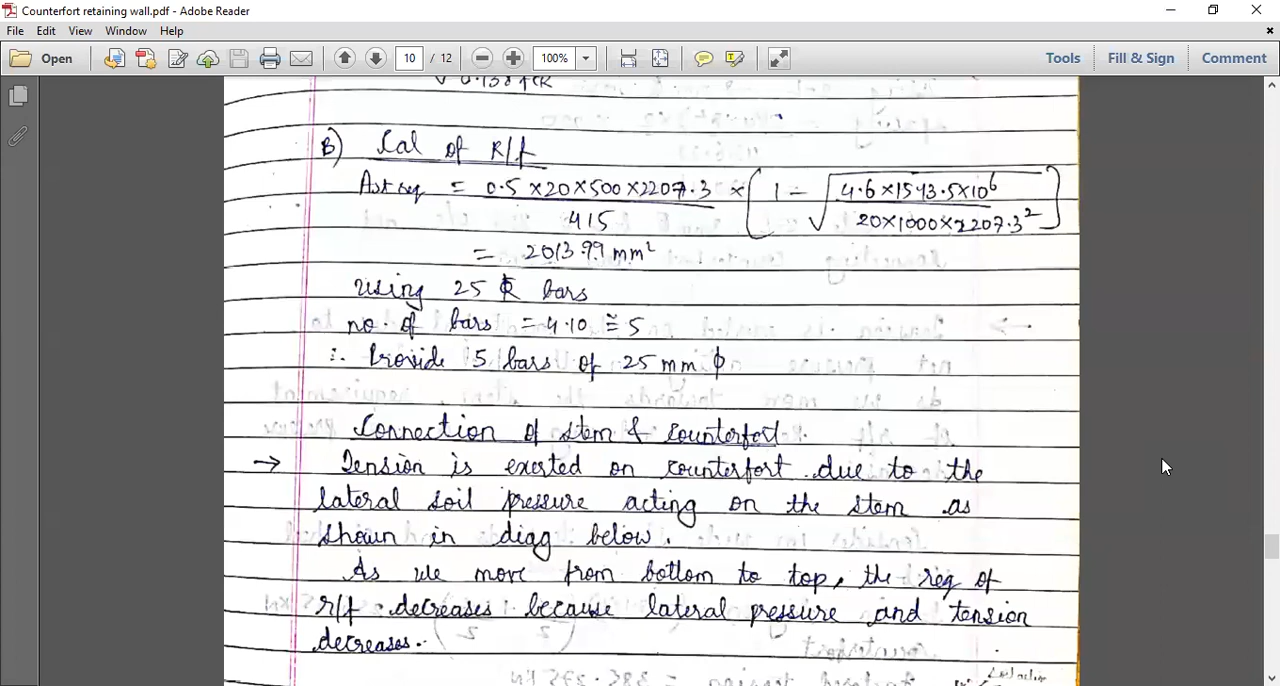 Counterfort retaining wall.pdf - Adobe Reader
File Edit View Window Help
Open 10 / 12 100% Tools Fill & Sign Comment
√0.138 fck
B) Cal of R/f
Ast req = 0.5 × 20 × 500 × 2207.3 / 415 × (1 - √(4.6 × 1543.5 × 10^6 / 20 × 1000 × 2207.3^2))
= 2013.99 mm²
using 25 ϕ bars
no. of bars = 4.10 ≅ 5
∴ Provide 5 bars of 25 mm ϕ
Connection of stem & counterfort.
→ Tension is exerted on counterfort due to the
lateral soil pressure acting on the stem as
shown in diag below.
As we move from bottom to top, the req of
r/f decreases because lateral pressure and tension
decreases.